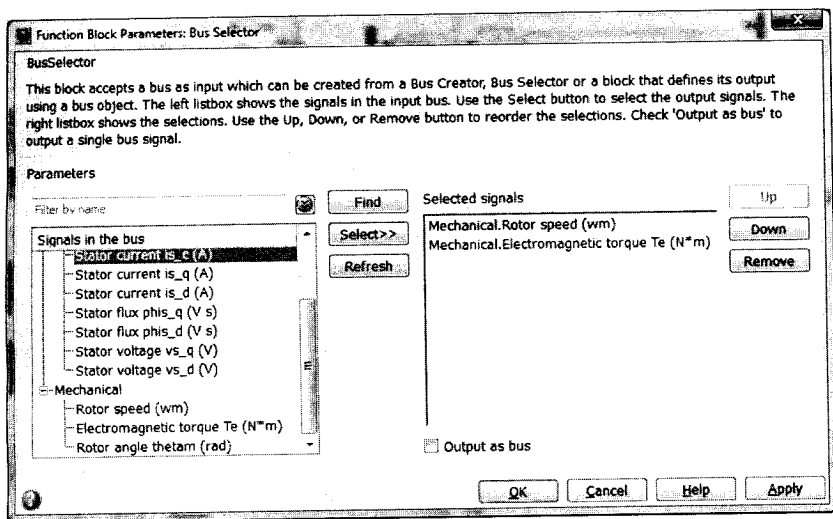 Function Block Parameters: Bus Selector
BusSelector
This block accepts a bus as input which can be created from a Bus Creator, Bus Selector or a block that defines its output
using a bus object. The left listbox shows the signals in the input bus. Use the Select button to select the output signals. The
right listbox shows the selections. Use the Up, Down, or Remove button to reorder the selections. Check 'Output as bus' to
output a single bus signal.
Parameters
Filter by name
Find
Select>>
Refresh
Signals in the bus
Stator current is_c (A)
Stator current is_q (A)
Stator current is_d (A)
Stator flux phis_q (V s)
Stator flux phis_d (V s)
Stator voltage vs_q (V)
Stator voltage vs_d (V)
Mechanical
Rotor speed (wm)
Electromagnetic torque Te (N*m)
Rotor angle thetam (rad)
Selected signals
Mechanical.Rotor speed (wm)
Mechanical.Electromagnetic torque Te (N*m)
Up
Down
Remove
Output as bus
OK
Cancel
Help
Apply